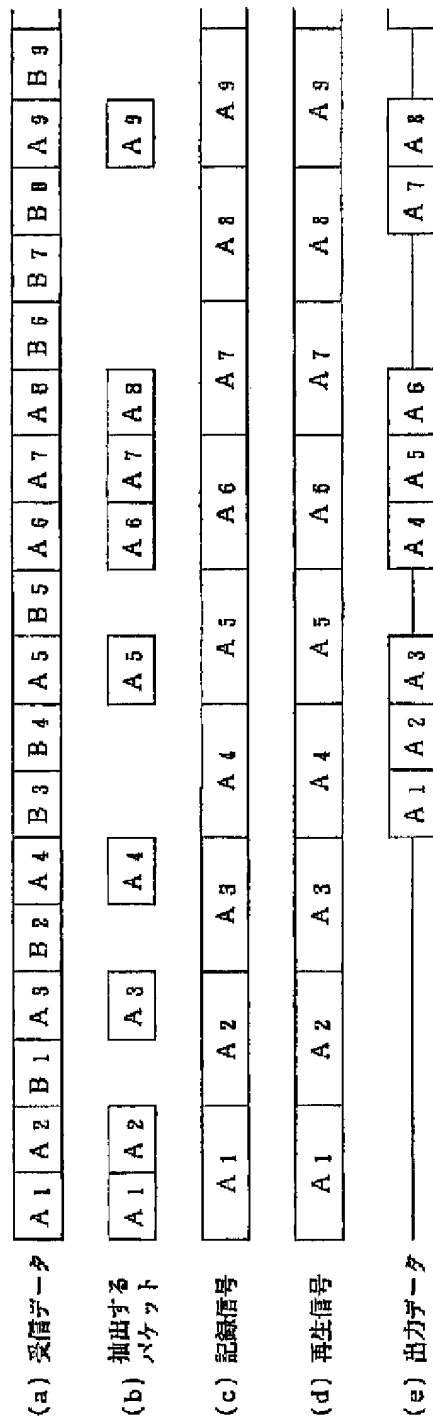 (a) 受信データ
A1 A2 B1 A3 B2 A4 B3 B4 A5 B5 A6 A7 A8 B6 B7 B8 A9 B9
(b) 抽出する
パケット
A1 A2 A3 A4 A5 A6 A7 A8 A9
(c) 記録信号
A1 A2 A3 A4 A5 A6 A7 A8 A9
(d) 再生信号
A1 A2 A3 A4 A5 A6 A7 A8 A9
(e) 出力データ
A1 A2 A3 A4 A5 A6 A7 A8